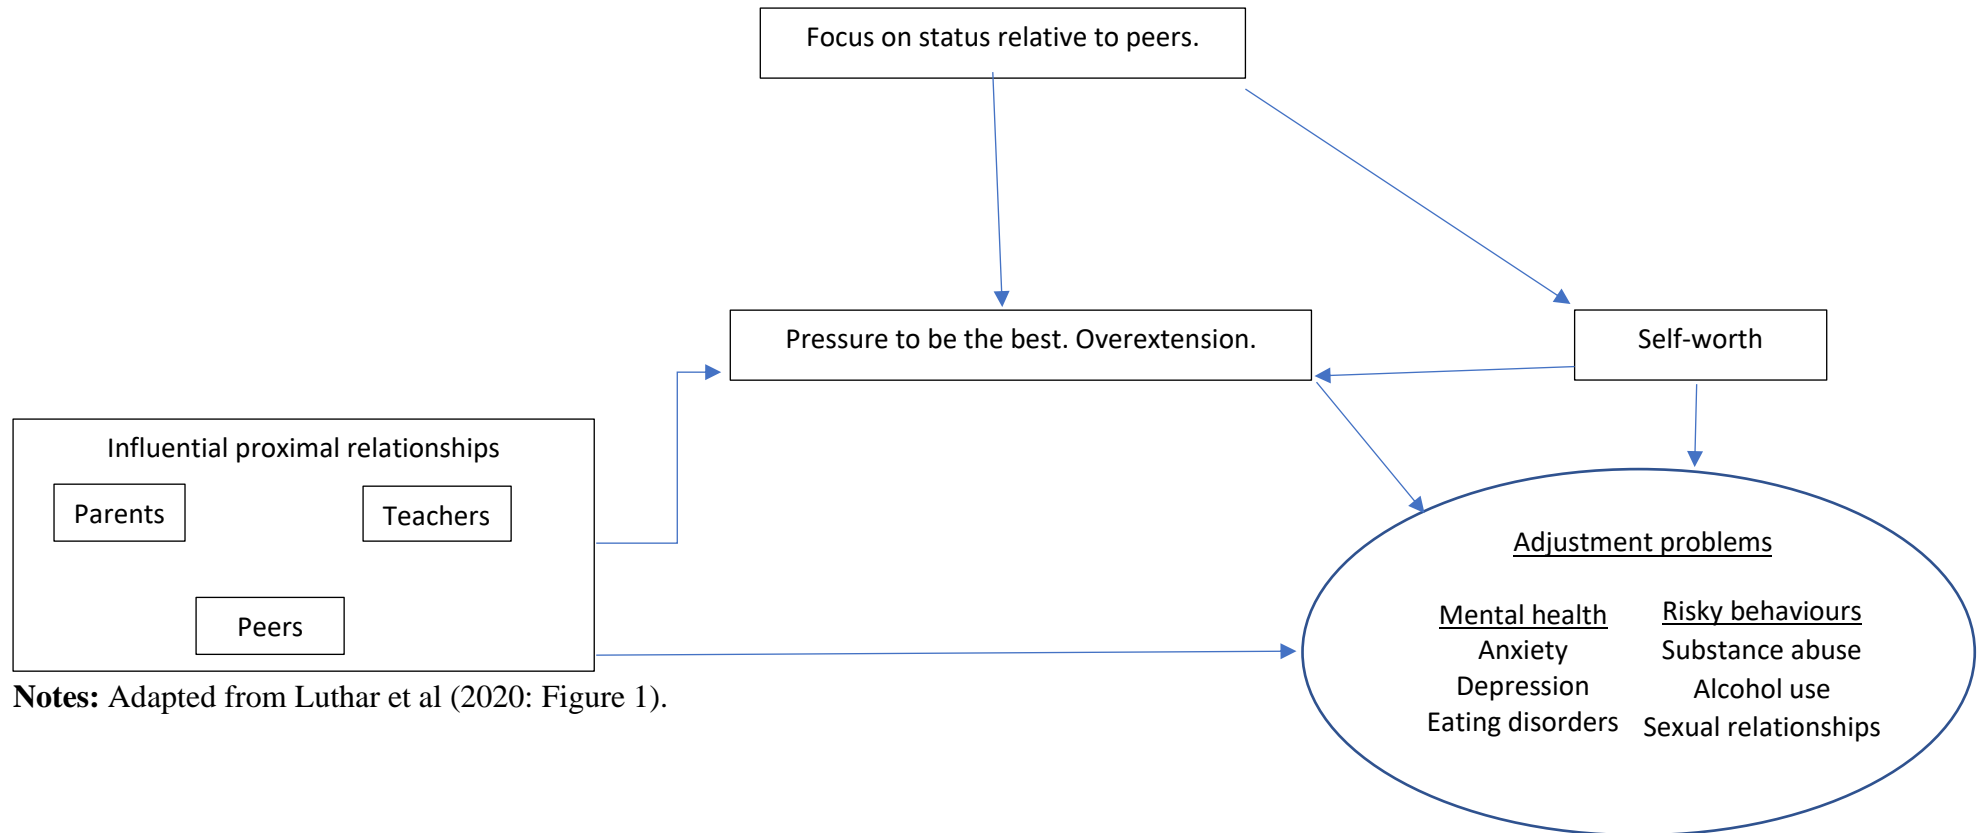 Focus on status relative to peers.
Pressure to be the best. Overextension.
Self-worth
Influential proximal relationships
Parents
Teachers
Peers
Adjustment problems
Mental health
Anxiety
Depression
Eating disorders
Risky behaviours
Substance abuse
Alcohol use
Sexual relationships
Notes: Adapted from Luthar et al (2020: Figure 1).